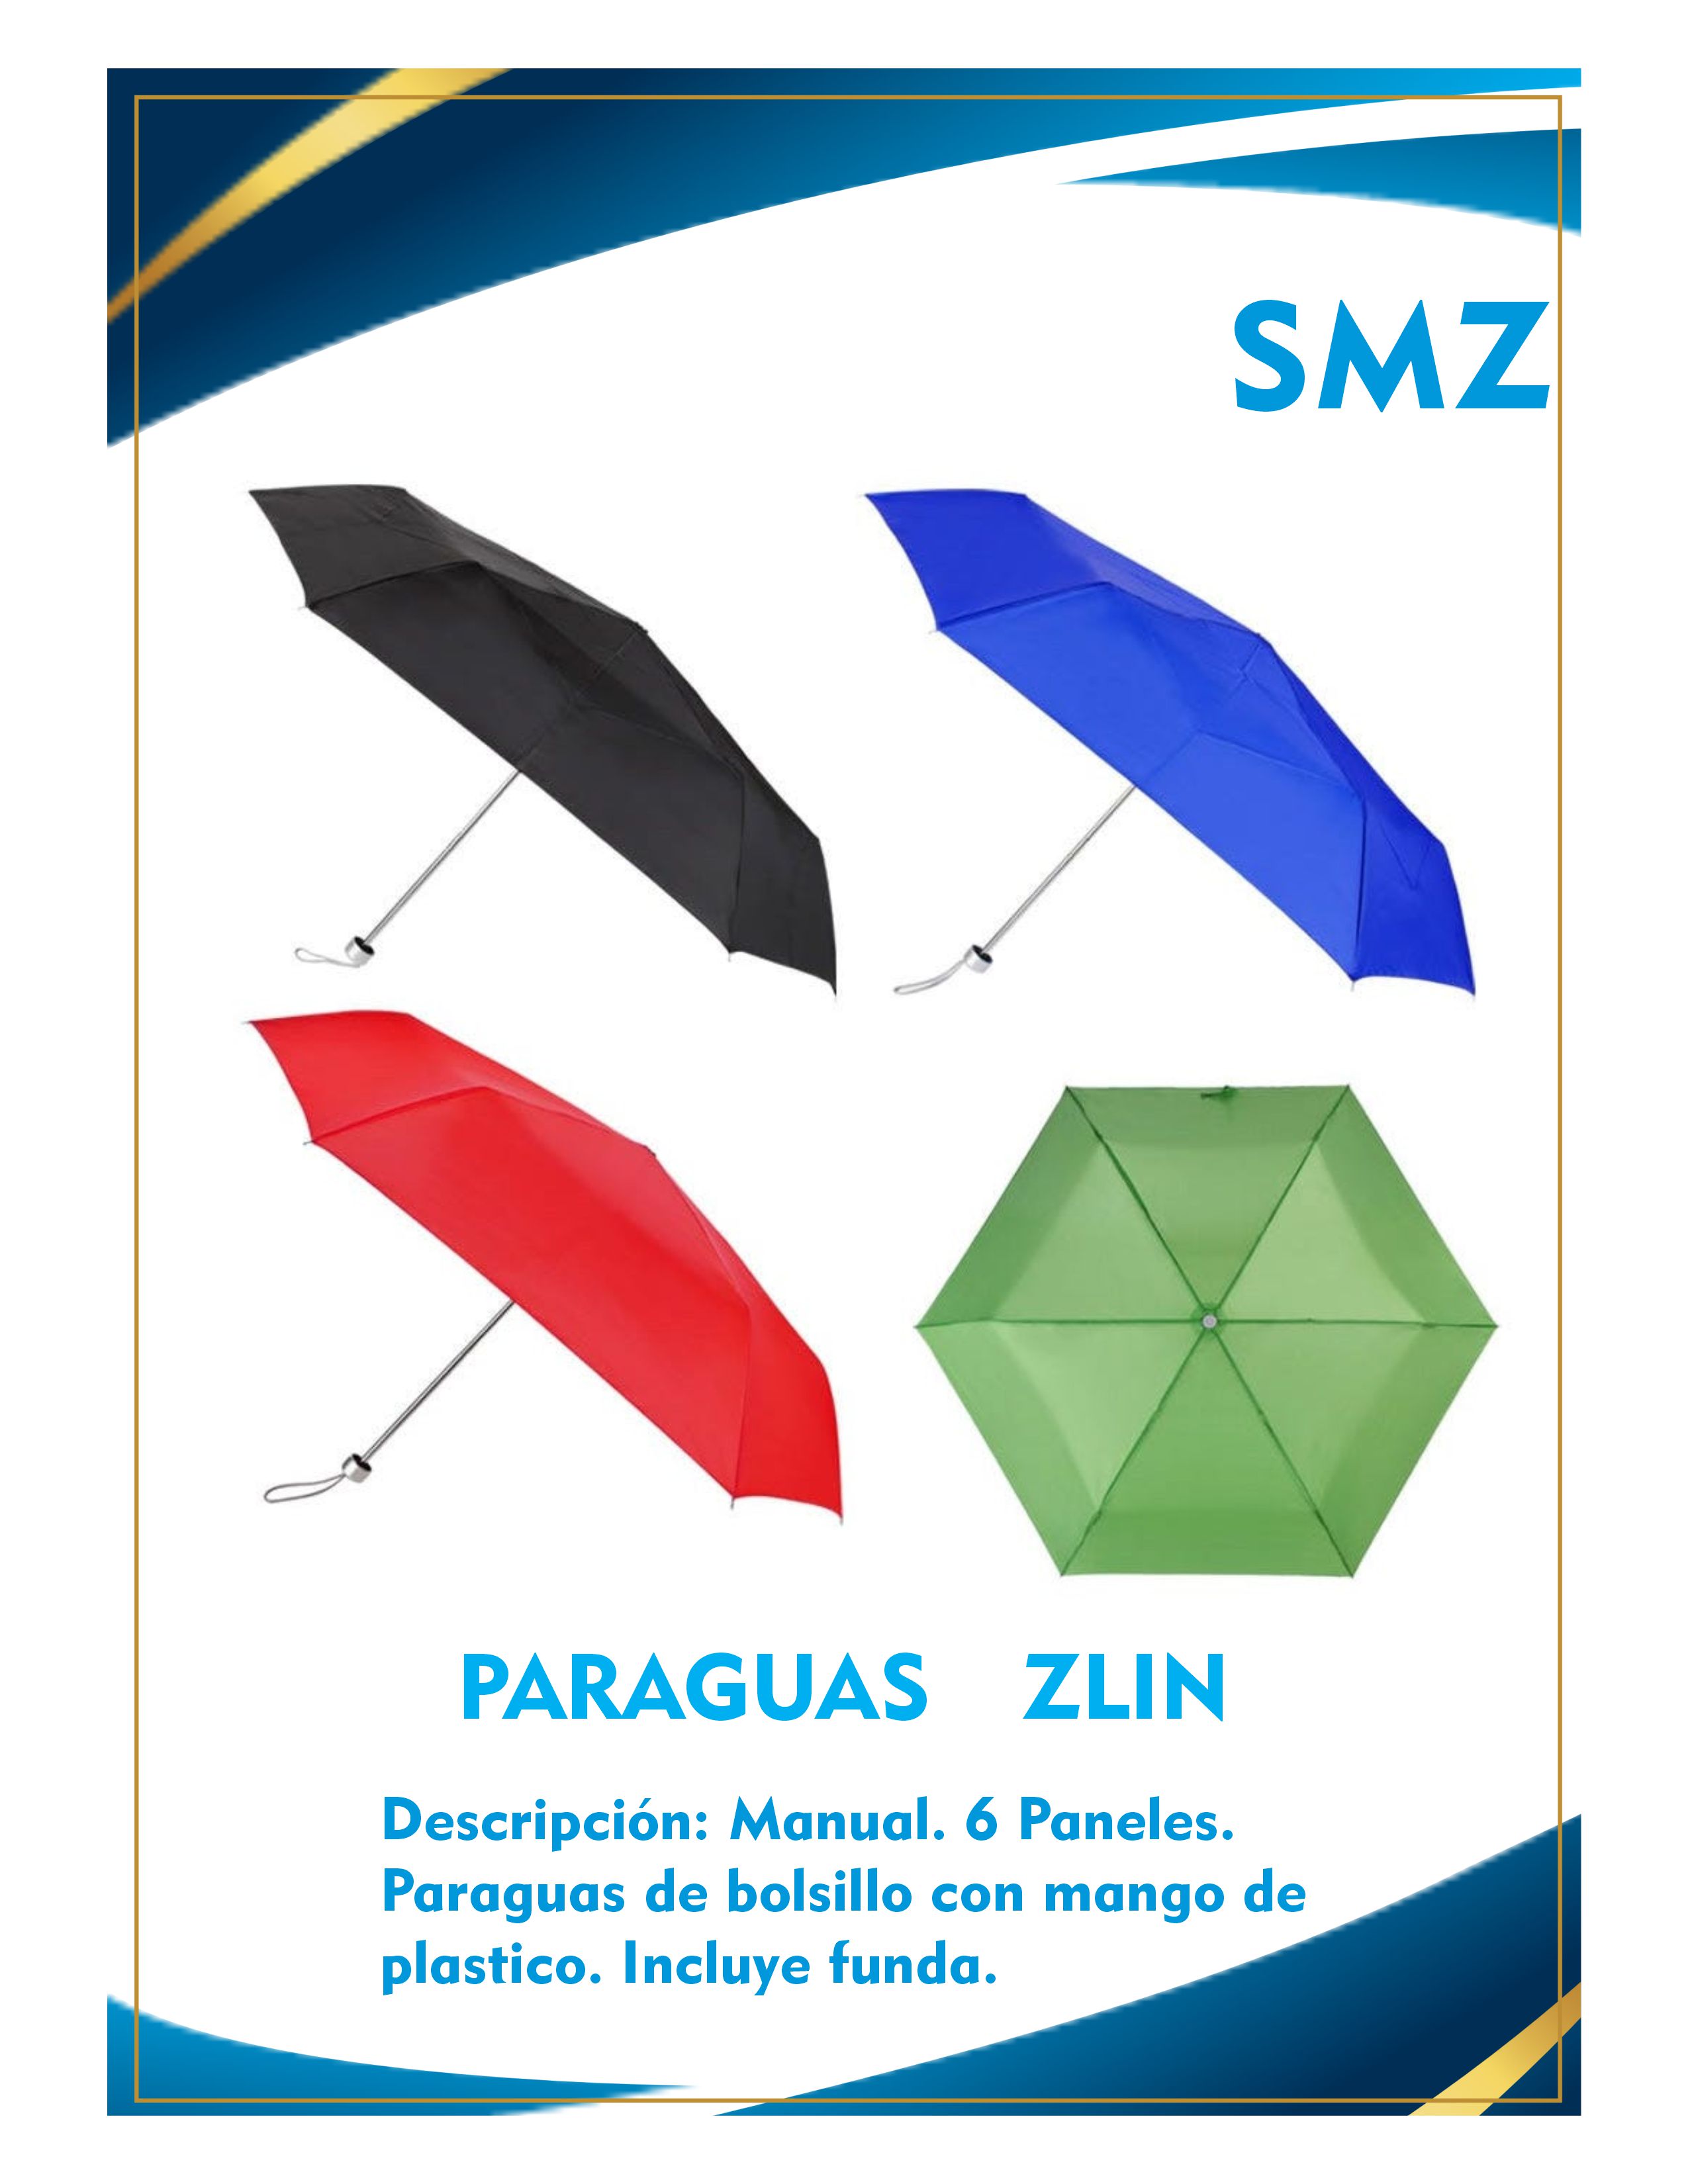 SMZ
PARAGUAS ZLIN
Descripción: Manual. 6 Paneles.
Paraguas de bolsillo con mango de
plastico. Incluye funda.